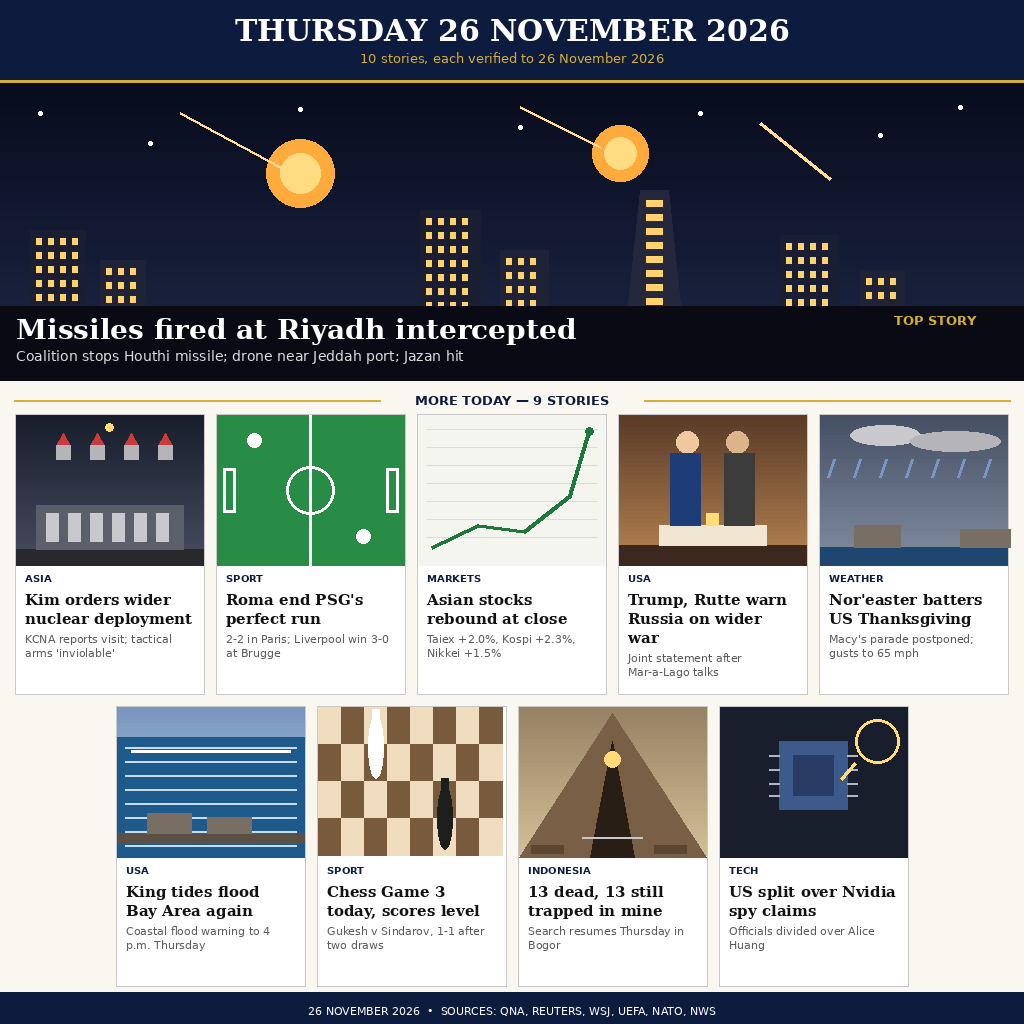 THURSDAY 26 NOVEMBER 2026
10 stories, each verified to 26 November 2026
Missiles fired at Riyadh intercepted
TOP STORY
Coalition stops Houthi missile; drone near Jeddah port; Jazan hit
MORE TODAY — 9 STORIES
ASIA
Kim orders wider
nuclear deployment
KCNA reports visit; tactical
arms 'inviolable'
SPORT
Roma end PSG's
perfect run
2-2 in Paris; Liverpool win 3-0
at Brugge
MARKETS
Asian stocks
rebound at close
Taiex +2.0%, Kospi +2.3%,
Nikkei +1.5%
USA
Trump, Rutte warn
Russia on wider
war
Joint statement after
Mar-a-Lago talks
WEATHER
Nor'easter batters
US Thanksgiving
Macy's parade postponed;
gusts to 65 mph
USA
King tides flood
Bay Area again
Coastal flood warning to 4
p.m. Thursday
SPORT
Chess Game 3
today, scores level
Gukesh v Sindarov, 1-1 after
two draws
INDONESIA
13 dead, 13 still
trapped in mine
Search resumes Thursday in
Bogor
TECH
US split over Nvidia
spy claims
Officials divided over Alice
Huang
26 NOVEMBER 2026 • SOURCES: QNA, REUTERS, WSJ, UEFA, NATO, NWS